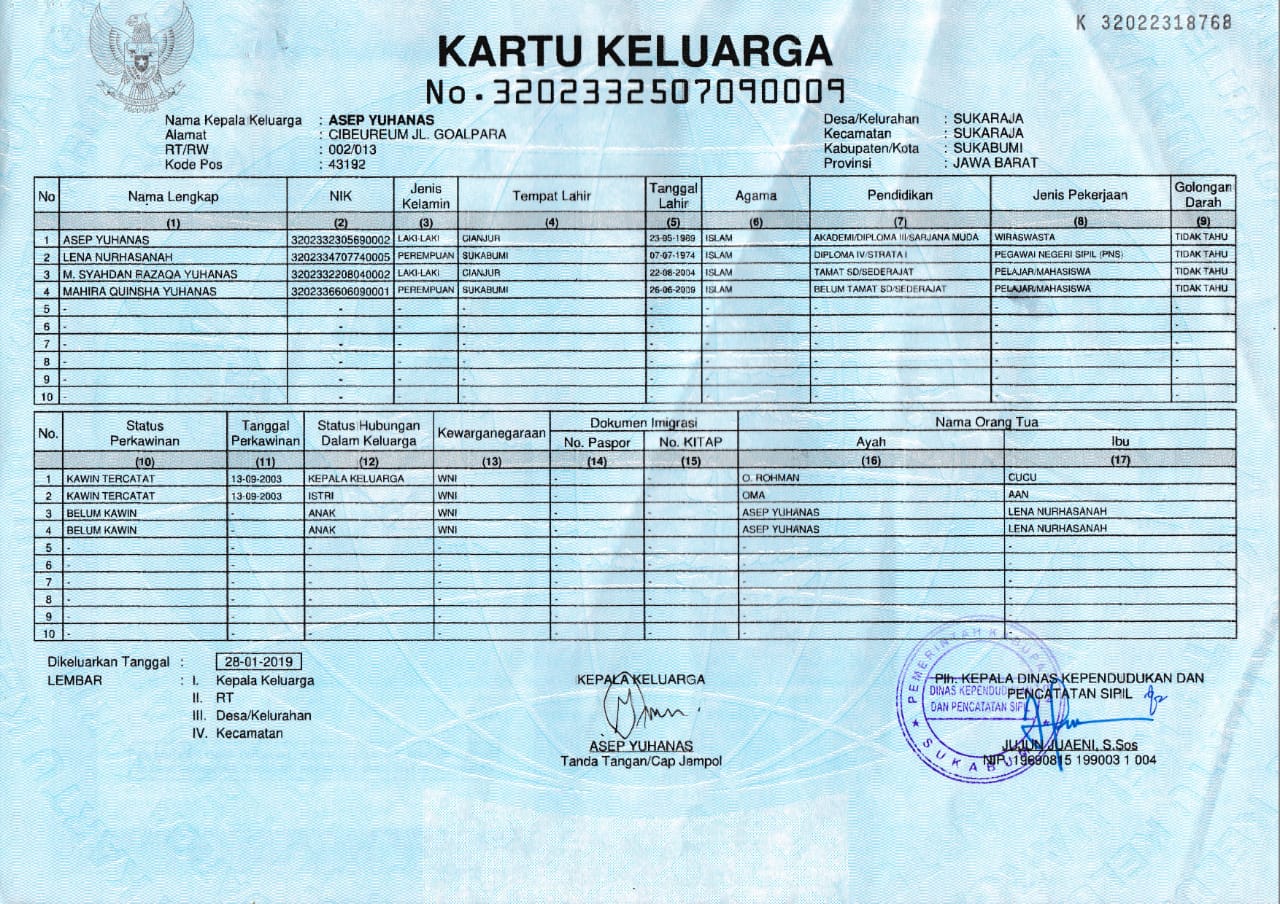 K 32022318768
KARTU KELUARGA
No. 3202332507090009
Nama Kepala Keluarga : ASEP YUHANAS
Alamat : CIBEUREUM JL. GOALPARA
RT/RW : 002/013
Kode Pos : 43192
Desa/Kelurahan : SUKARAJA
Kecamatan : SUKARAJA
Kabupaten/Kota : SUKABUMI
Provinsi : JAWA BARAT
No Nama Lengkap NIK Jenis Kelamin Tempat Lahir Tanggal Lahir Agama Pendidikan Jenis Pekerjaan Golongan Darah
(1) (2) (3) (4) (5) (6) (7) (8) (9)
1 ASEP YUHANAS 3202332305690002 LAKI-LAKI CIANJUR 23-05-1969 ISLAM AKADEMI/DIPLOMA III/SARJANA MUDA WIRASWASTA TIDAK TAHU
2 LENA NURHASANAH 3202334707740005 PEREMPUAN SUKABUMI 07-07-1974 ISLAM DIPLOMA IV/STRATA I PEGAWAI NEGERI SIPIL (PNS) TIDAK TAHU
3 M. SYAHDAN RAZAQA YUHANAS 3202332208040002 LAKI-LAKI CIANJUR 22-08-2004 ISLAM TAMAT SD/SEDERAJAT PELAJAR/MAHASISWA TIDAK TAHU
4 MAHIRA QUINSHA YUHANAS 3202336606090001 PEREMPUAN SUKABUMI 26-06-2009 ISLAM BELUM TAMAT SD/SEDERAJAT PELAJAR/MAHASISWA TIDAK TAHU
5 - - - - - - - - -
6 - - - - - - - - -
7 - - - - - - - - -
8 - - - - - - - - -
9 - - - - - - - - -
10 - - - - - - - - -
No. Status Perkawinan Tanggal Perkawinan Status Hubungan Dalam Keluarga Kewarganegaraan Dokumen Imigrasi Nama Orang Tua
No. Paspor No. KITAP Ayah Ibu
(10) (11) (12) (13) (14) (15) (16) (17)
1 KAWIN TERCATAT 13-09-2003 KEPALA KELUARGA WNI - - O. ROHMAN CUCU
2 KAWIN TERCATAT 13-09-2003 ISTRI WNI - - OMA AAN
3 BELUM KAWIN - ANAK WNI - - ASEP YUHANAS LENA NURHASANAH
4 BELUM KAWIN - ANAK WNI - - ASEP YUHANAS LENA NURHASANAH
5 - - - - - - - -
6 - - - - - - - -
7 - - - - - - - -
8 - - - - - - - -
9 - - - - - - - -
10 - - - - - - - -
Dikeluarkan Tanggal : 28-01-2019
LEMBAR : I. Kepala Keluarga
II. RT
III. Desa/Kelurahan
IV. Kecamatan
KEPALA KELUARGA
ASEP YUHANAS
Tanda Tangan/Cap Jempol
Plh. KEPALA DINAS KEPENDUDUKAN DAN
PENCATATAN SIPIL
JUJUN JUAENI, S.Sos
NIP. 19690815 199003 1 004
DAN PENCATATAN SIPIL
SUKABUMI